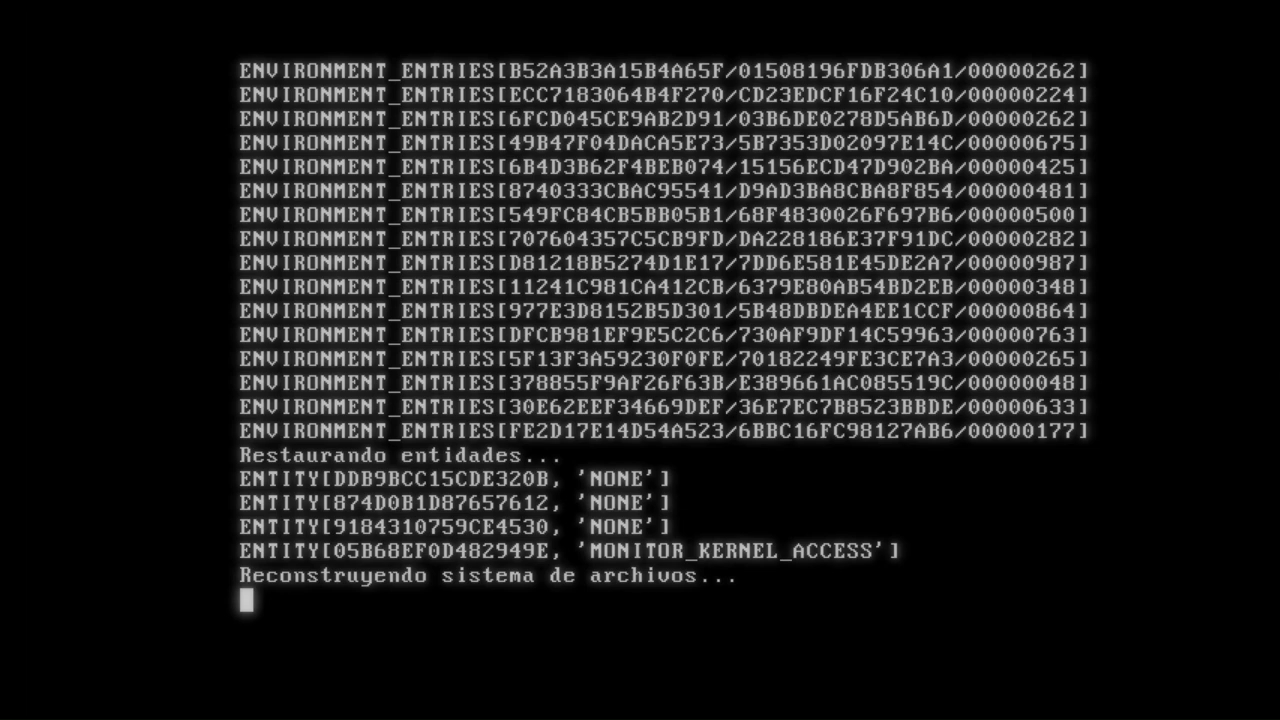 ENVIRONMENT_ENTRIES[B52A3B3A15B4A65F/01508196FDB306A1/00000262]
ENVIRONMENT_ENTRIES[ECC7183064B4F270/CD23EDCF16F24C10/00000224]
ENVIRONMENT_ENTRIES[6FCD045CE9AB2D91/03B6DE0278D5AB6D/00000262]
ENVIRONMENT_ENTRIES[49B47F04DACA5E73/5B7353D02097E14C/00000675]
ENVIRONMENT_ENTRIES[6B4D3B62F4BEB074/15156ECD47D902BA/00000425]
ENVIRONMENT_ENTRIES[8740333CBAC95541/D9AD3BA8CBA8F854/00000481]
ENVIRONMENT_ENTRIES[549FC84CB5BB05B1/68F4830026F697B6/00000500]
ENVIRONMENT_ENTRIES[707604357C5CB9FD/DA228186E37F91DC/00000282]
ENVIRONMENT_ENTRIES[D81218B5274D1E17/7DD6E581E45DE2A7/00000987]
ENVIRONMENT_ENTRIES[11241C981CA412CB/6379E80AB54BD2EB/00000348]
ENVIRONMENT_ENTRIES[977E3D8152B5D301/5B48DBDEA4EE1CCF/00000864]
ENVIRONMENT_ENTRIES[DFCB981EF9E5C2C6/730AF9DF14C59963/00000763]
ENVIRONMENT_ENTRIES[5F13F3A59230F0FE/70182249FE3CE7A3/00000265]
ENVIRONMENT_ENTRIES[378855F9AF26F63B/E389661AC085519C/00000048]
ENVIRONMENT_ENTRIES[30E62EEF34669DEF/36E7EC7B8523BBDE/00000633]
ENVIRONMENT_ENTRIES[FE2D17E14D54A523/6BBC16FC98127AB6/00000177]
Restaurando entidades...
ENTITY[DDB9BCC15CDE320B, 'NONE']
ENTITY[874D0B1D87657612, 'NONE']
ENTITY[9184310759CE4530, 'NONE']
ENTITY[05B68EF0D482949E, 'MONITOR_KERNEL_ACCESS']
Reconstruyendo sistema de archivos...